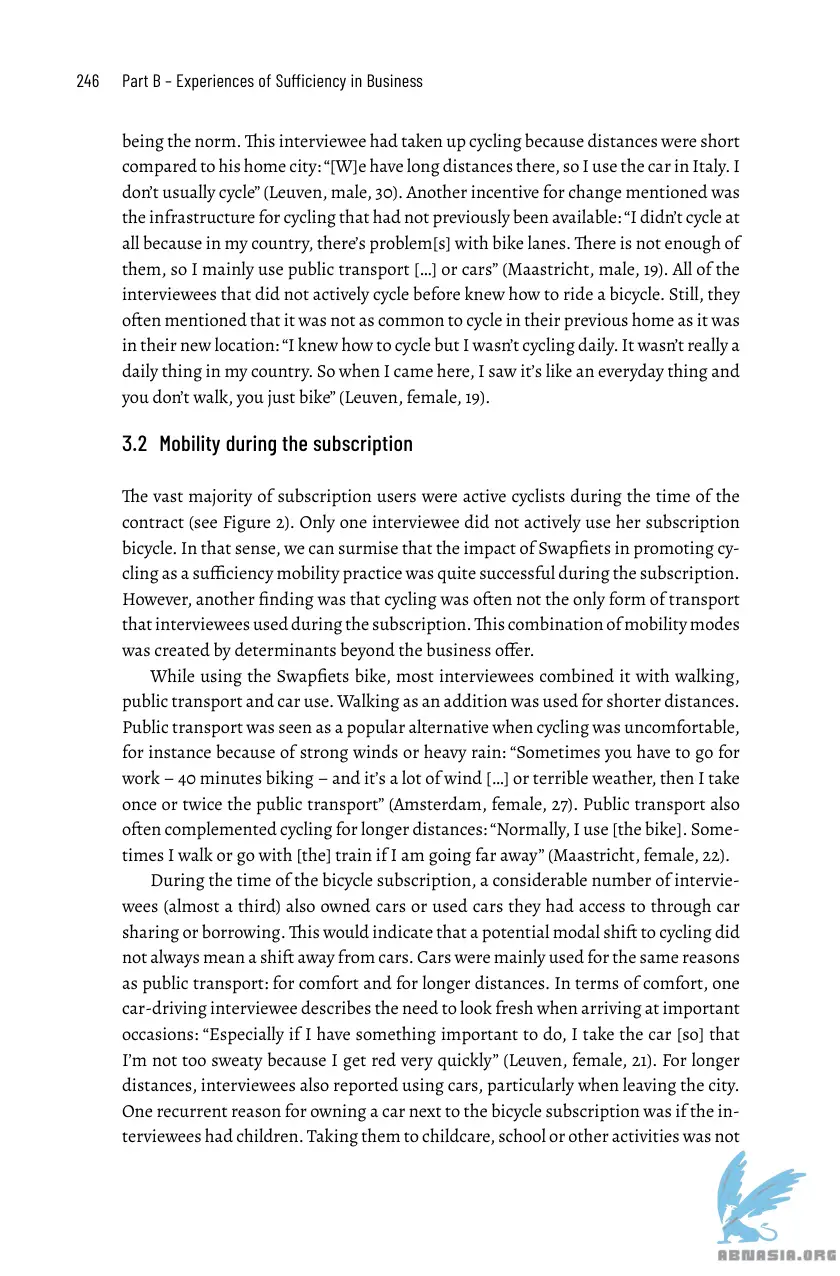 246 Part B – Experiences of Sufficiency in Business
being the norm. This interviewee had taken up cycling because distances were short
compared to his home city: “[W]e have long distances there, so I use the car in Italy. I
don’t usually cycle” (Leuven, male, 30). Another incentive for change mentioned was
the infrastructure for cycling that had not previously been available: “I didn’t cycle at
all because in my country, there’s problem[s] with bike lanes. There is not enough of
them, so I mainly use public transport […] or cars” (Maastricht, male, 19). All of the
interviewees that did not actively cycle before knew how to ride a bicycle. Still, they
often mentioned that it was not as common to cycle in their previous home as it was
in their new location: “I knew how to cycle but I wasn’t cycling daily. It wasn’t really a
daily thing in my country. So when I came here, I saw it’s like an everyday thing and
you don’t walk, you just bike” (Leuven, female, 19).
3.2 Mobility during the subscription
The vast majority of subscription users were active cyclists during the time of the
contract (see Figure 2). Only one interviewee did not actively use her subscription
bicycle. In that sense, we can surmise that the impact of Swapfiets in promoting cy-
cling as a sufficiency mobility practice was quite successful during the subscription.
However, another finding was that cycling was often not the only form of transport
that interviewees used during the subscription. This combination of mobility modes
was created by determinants beyond the business offer.
While using the Swapfiets bike, most interviewees combined it with walking,
public transport and car use. Walking as an addition was used for shorter distances.
Public transport was seen as a popular alternative when cycling was uncomfortable,
for instance because of strong winds or heavy rain: “Sometimes you have to go for
work – 40 minutes biking – and it’s a lot of wind […] or terrible weather, then I take
once or twice the public transport” (Amsterdam, female, 27). Public transport also
often complemented cycling for longer distances: “Normally, I use [the bike]. Some-
times I walk or go with [the] train if I am going far away” (Maastricht, female, 22).
During the time of the bicycle subscription, a considerable number of intervie-
wees (almost a third) also owned cars or used cars they had access to through car
sharing or borrowing. This would indicate that a potential modal shift to cycling did
not always mean a shift away from cars. Cars were mainly used for the same reasons
as public transport: for comfort and for longer distances. In terms of comfort, one
car-driving interviewee describes the need to look fresh when arriving at important
occasions: “Especially if I have something important to do, I take the car [so] that
I’m not too sweaty because I get red very quickly” (Leuven, female, 21). For longer
distances, interviewees also reported using cars, particularly when leaving the city.
One recurrent reason for owning a car next to the bicycle subscription was if the in-
terviewees had children. Taking them to childcare, school or other activities was not
ABNASIA.ORG